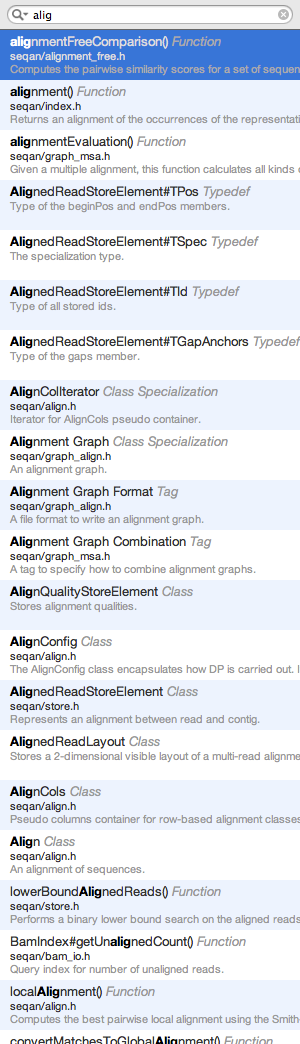 alig
alignmentFreeComparison() Function
seqan/alignment_free.h
Computes the pairwise similarity scores for a set of sequen
alignment() Function
seqan/index.h
Returns an alignment of the occurrences of the representati
alignmentEvaluation() Function
seqan/graph_msa.h
Given a multiple alignment, this function calculates all kinds
AlignedReadStoreElement#TPos Typedef
Type of the beginPos and endPos members.
AlignedReadStoreElement#TSpec Typedef
The specialization type.
AlignedReadStoreElement#TId Typedef
Type of all stored ids.
AlignedReadStoreElement#TGapAnchors Typedef
Type of the gaps member.
AlignColIterator Class Specialization
seqan/align.h
Iterator for AlignCols pseudo container.
Alignment Graph Class Specialization
seqan/graph_align.h
An alignment graph.
Alignment Graph Format Tag
seqan/graph_align.h
A file format to write an alignment graph.
Alignment Graph Combination Tag
seqan/graph_msa.h
A tag to specify how to combine alignment graphs.
AlignQualityStoreElement Class
Stores alignment qualities.
AlignConfig Class
seqan/align.h
The AlignConfig class encapsulates how DP is carried out.
AlignedReadStoreElement Class
seqan/store.h
Represents an alignment between read and contig.
AlignedReadLayout Class
Stores a 2-dimensional visible layout of a multi-read alignme
AlignCols Class
seqan/align.h
Pseudo columns container for row-based alignment classes
Align Class
seqan/align.h
An alignment of sequences.
lowerBoundAlignedReads() Function
seqan/store.h
Performs a binary lower bound search on the aligned reads
BamIndex#getUnalignedCount() Function
seqan/bam_io.h
Query index for number of unaligned reads.
localAlignment() Function
seqan/align.h
Computes the best pairwise local alignment using the Smith
convertMatchesToGlobalAlignment() Function